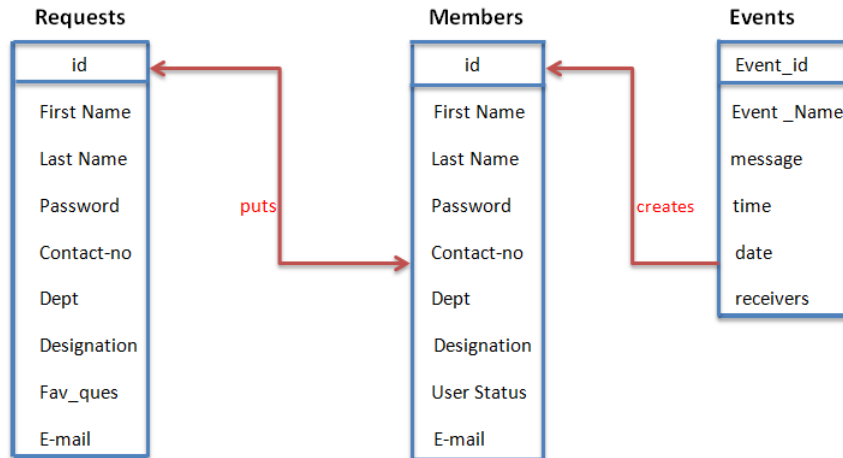 Requests
id
First Name
Last Name
Password
Contact-no
Dept
Designation
Fav_ques
E-mail
puts
Members
id
First Name
Last Name
Password
Contact-no
Dept
Designation
User Status
E-mail
creates
Events
Event_id
Event _Name
message
time
date
receivers